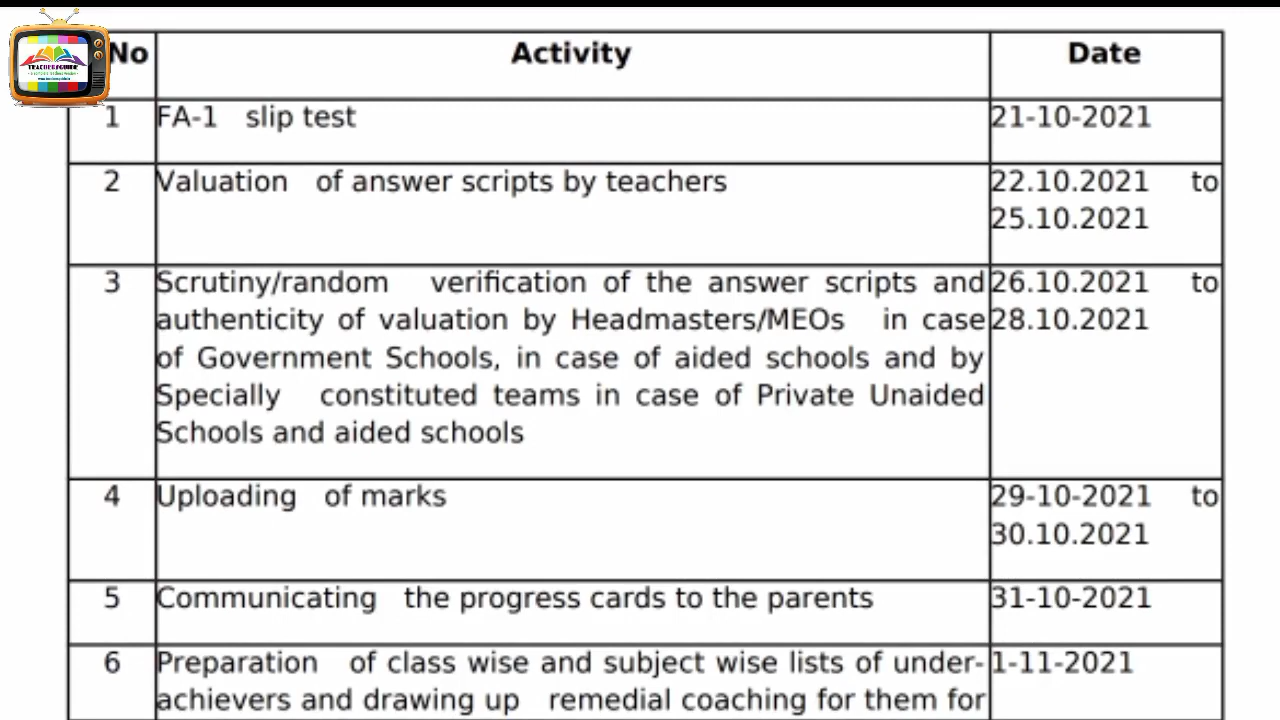 No Activity Date
1 FA-1 slip test 21-10-2021
2 Valuation of answer scripts by teachers 22.10.2021 to
25.10.2021
3 Scrutiny/random verification of the answer scripts and 26.10.2021 to
authenticity of valuation by Headmasters/MEOs in case 28.10.2021
of Government Schools, in case of aided schools and by
Specially constituted teams in case of Private Unaided
Schools and aided schools
4 Uploading of marks 29-10-2021 to
30.10.2021
5 Communicating the progress cards to the parents 31-10-2021
6 Preparation of class wise and subject wise lists of under- 1-11-2021
achievers and drawing up remedial coaching for them for